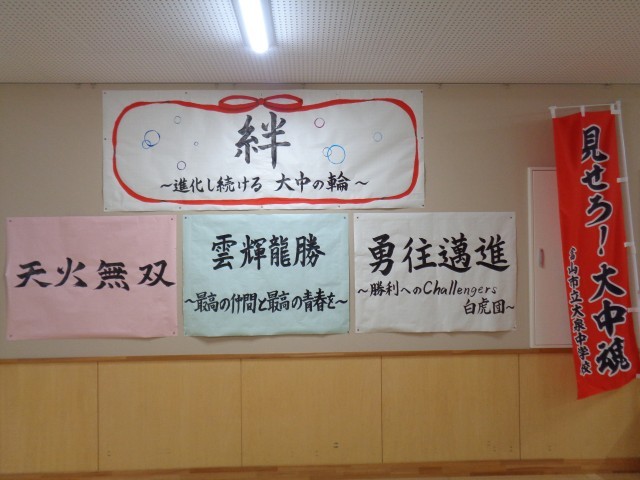 絆
～進化し続ける 大中の輪～
天火無双
雲輝龍勝
～最高の仲間と最高の青春を～
勇往邁進
～勝利へのChallengers～
白虎団
見せろー大中魂
富山市立大泉中学校